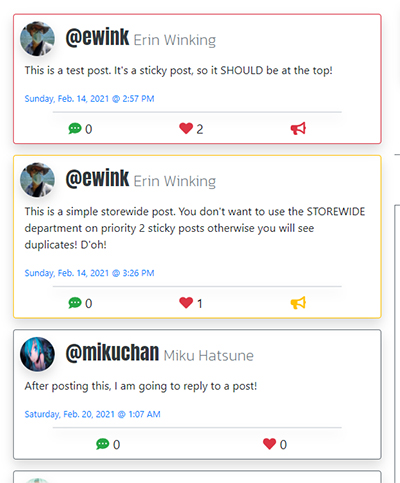 @ewink Erin Winking
This is a test post. It's a sticky post, so it SHOULD be at the top!
Sunday, Feb. 14, 2021 @ 2:57 PM
0 2
@ewink Erin Winking
This is a simple storewide post. You don't want to use the STOREWIDE
department on priority 2 sticky posts otherwise you will see
duplicates! D'oh!
Sunday, Feb. 14, 2021 @ 3:26 PM
0 1
@mikuchan Miku Hatsune
After posting this, I am going to reply to a post!
Saturday, Feb. 20, 2021 @ 1:07 AM
0 0